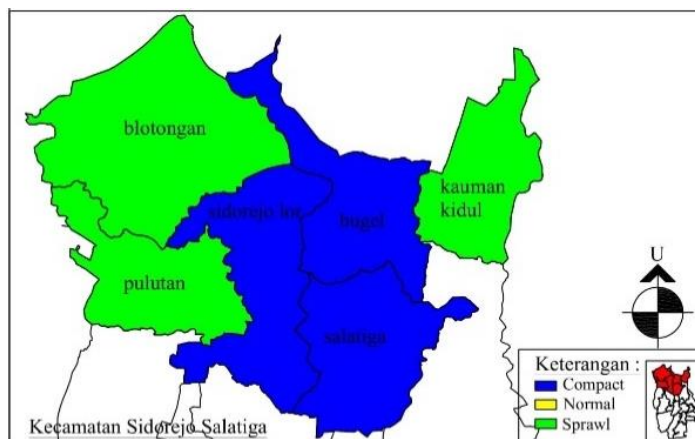 blotongan
kauman
kidul
sidorejo lor
bugel
pulutan
salatiga
U
Keterangan :
Compact
Normal
Sprawl
Kecamatan Sidorejo Salatiga